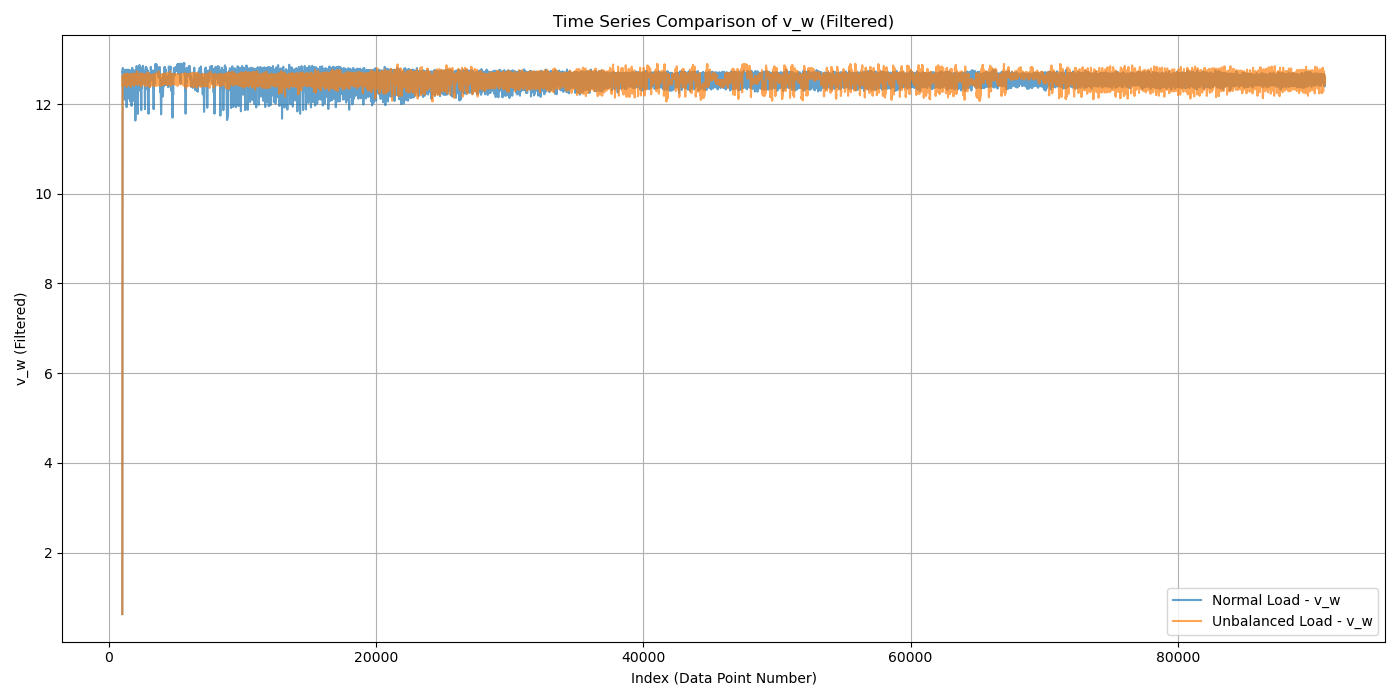 Time Series Comparison of v_w (Filtered)
v_w (Filtered)
12
10
8
6
4
2
0 20000 40000 60000 80000
Index (Data Point Number)
Normal Load - v_w
Unbalanced Load - v_w